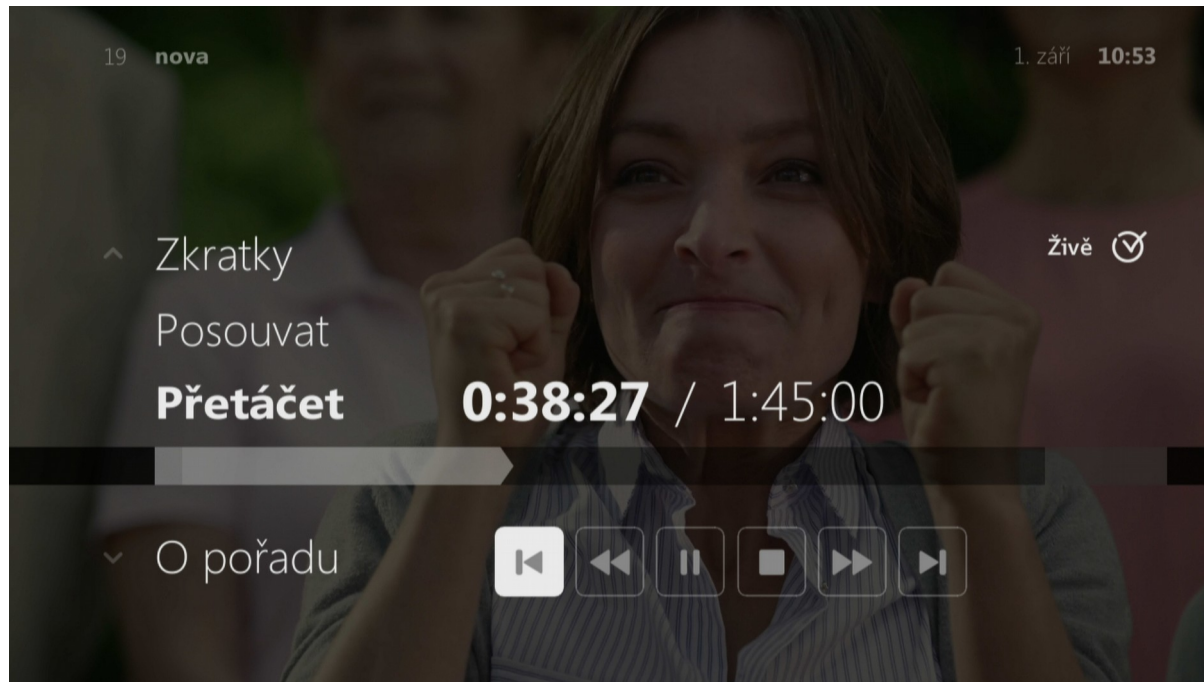 19 nova
1. září 10:53
Zkratky
Živě
Posouvat
Přetáčet 0:38:27 / 1:45:00
O pořadu